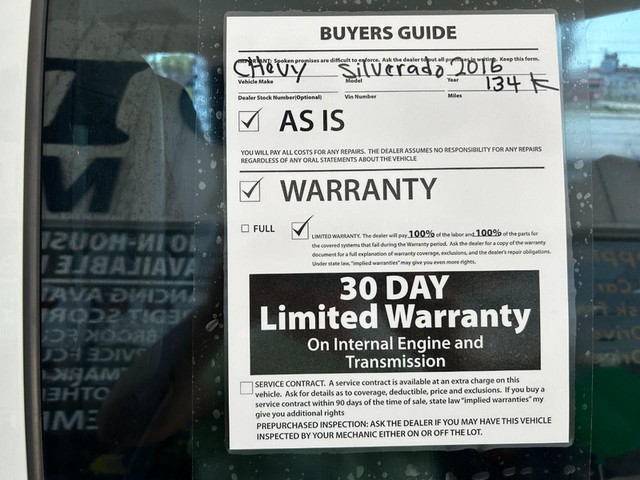 BUYERS GUIDE
IMPORTANT: Spoken promises are difficult to enforce. Ask the dealer to put all promises in writing. Keep this form.
CHEVY Silverado 2016
Vehicle Make Model Year
134 K
Dealer Stock Number(Optional) Vin Number Miles
AS IS
YOU WILL PAY ALL COSTS FOR ANY REPAIRS. THE DEALER ASSUMES NO RESPONSIBILITY FOR ANY REPAIRS
REGARDLESS OF ANY ORAL STATEMENTS ABOUT THE VEHICLE
WARRANTY
FULL
LIMITED WARRANTY. The dealer will pay 100% of the labor and 100% of the parts for
the covered systems that fail during the Warranty period. Ask the dealer for a copy of the warranty
document for a full explanation of warranty coverage, exclusions, and the dealer's repair obligations.
Under state law, "implied warranties" may give you even more rights.
30 DAY
Limited Warranty
On Internal Engine and
Transmission
SERVICE CONTRACT. A service contract is available at an extra charge on this
vehicle. Ask for details as to coverage, deductible, price and exclusions. If you buy a
service contract within 90 days of the time of sale, state law "implied warranties" my
give you additional rights
PREPURCHASED INSPECTION: ASK THE DEALER IF YOU MAY HAVE THIS VEHICLE
INSPECTED BY YOUR MECHANIC EITHER ON OR OFF THE LOT.